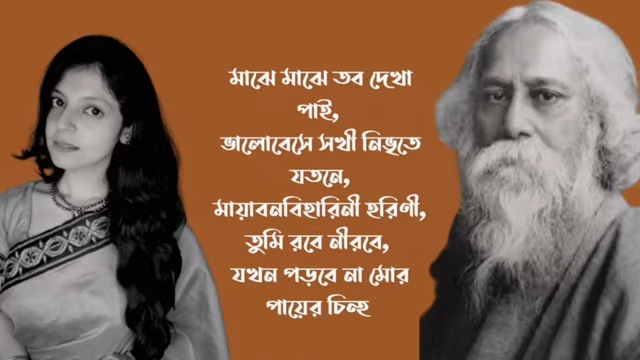 মাঝে মাঝে তব দেখা
পাই,
ভালোবেসে সখী নিভৃতে
যতনে,
মায়াবনবিহারিনী হরিণী,
তুমি রবে নীরবে,
যখন পড়বে না মোর
পায়ের চিহ্ন